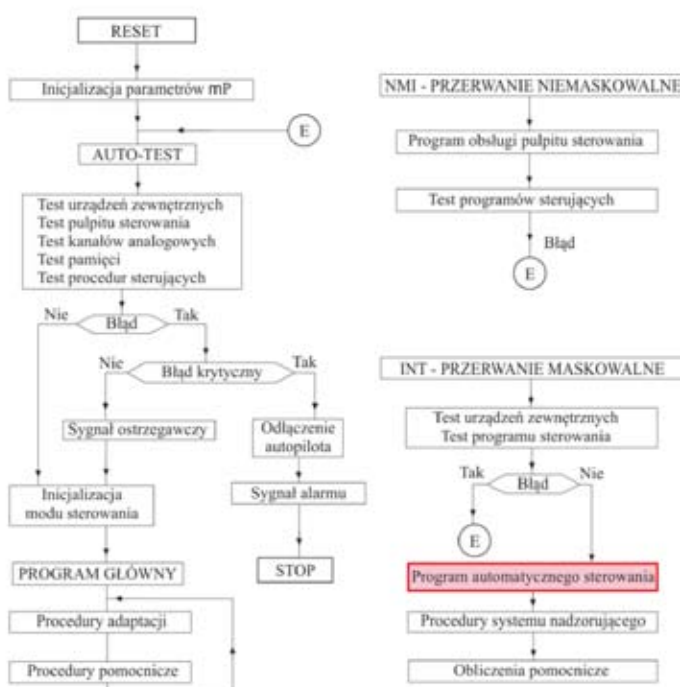 RESET
Inicjalizacja parametrów mP
E
AUTO-TEST
Test urządzeń zewnętrznych
Test pulpitu sterowania
Test kanałów analogowych
Test pamięci
Test procedur sterujących
Nie
Błąd
Tak
Nie
Błąd krytyczny
Tak
Sygnał ostrzegawczy
Odłączenie
autopilota
Inicjalizacja
modu sterowania
Sygnał alarmu
STOP
PROGRAM GŁÓWNY
Procedury adaptacji
Procedury pomocnicze
NMI - PRZERWANIE NIEMASKOWALNE
Program obsługi pulpitu sterowania
Test programów sterujących
Błąd
E
INT - PRZERWANIE MASKOWALNE
Test urządzeń zewnętrznych
Test programu sterowania
Tak
Błąd
Nie
E
Program automatycznego sterowania
Procedury systemu nadzorującego
Obliczenia pomocnicze